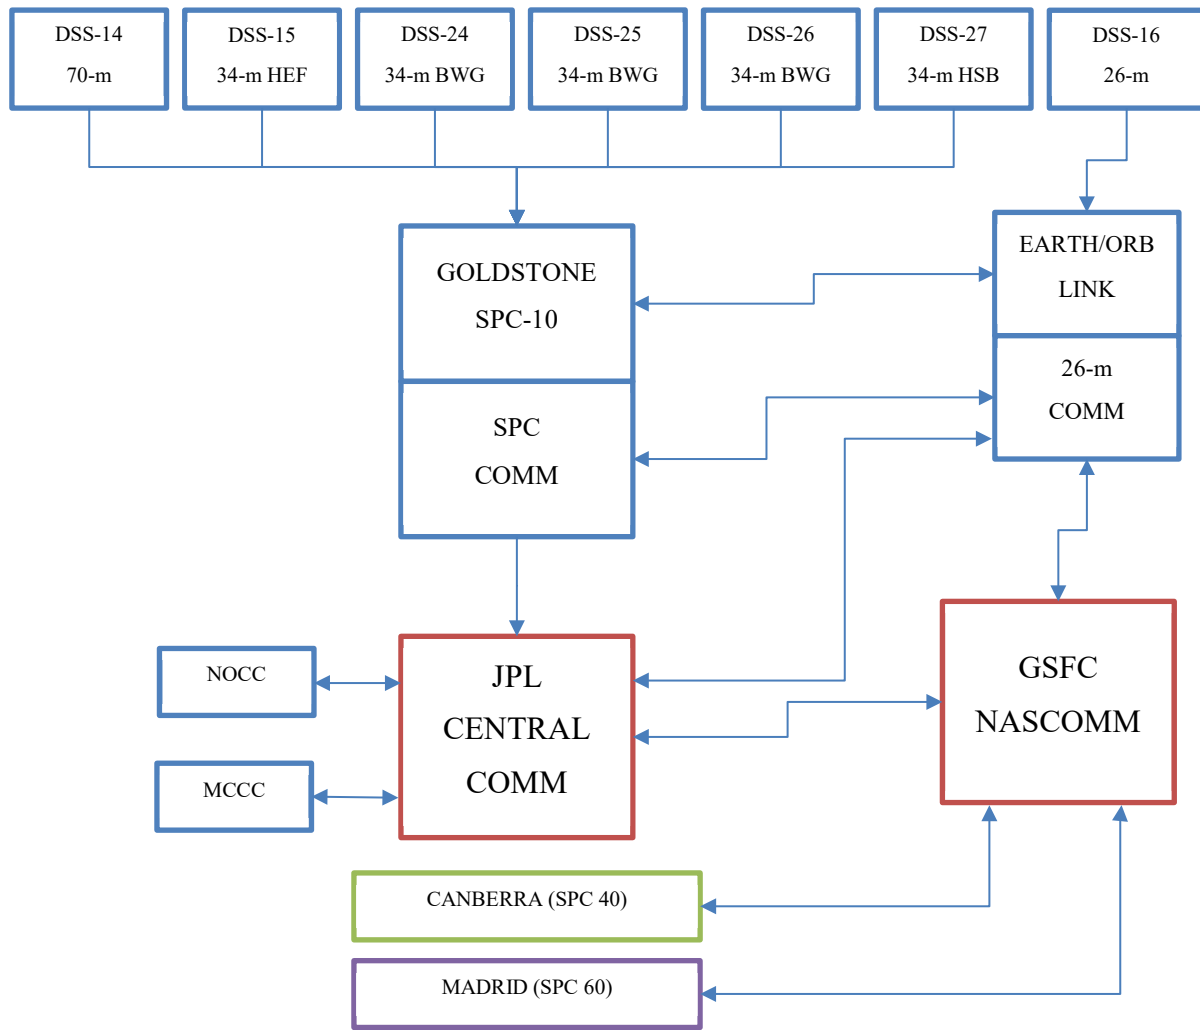 DSS-14
70-m
DSS-15
34-m HEF
DSS-24
34-m BWG
DSS-25
34-m BWG
DSS-26
34-m BWG
DSS-27
34-m HSB
DSS-16
26-m
GOLDSTONE
SPC-10
EARTH/ORB
LINK
SPC
COMM
26-m
COMM
NOCC
MCCC
JPL
CENTRAL
COMM
GSFC
NASCOMM
CANBERRA (SPC 40)
MADRID (SPC 60)